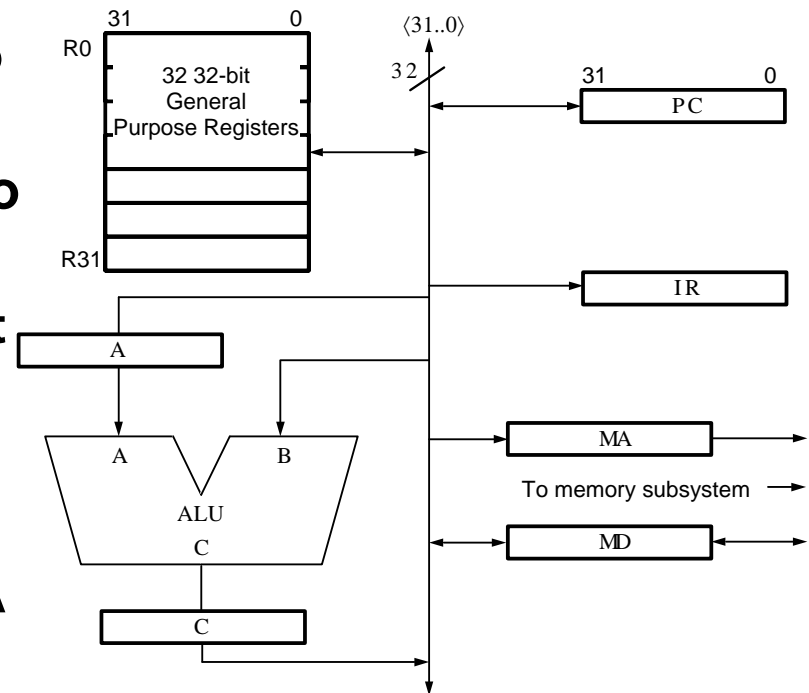 31 0
R0
32 32-bit
General
Purpose Registers
R31
⟨31..0⟩
32
31 0
PC
IR
A
A B
ALU
C
C
MA
To memory subsystem
MD